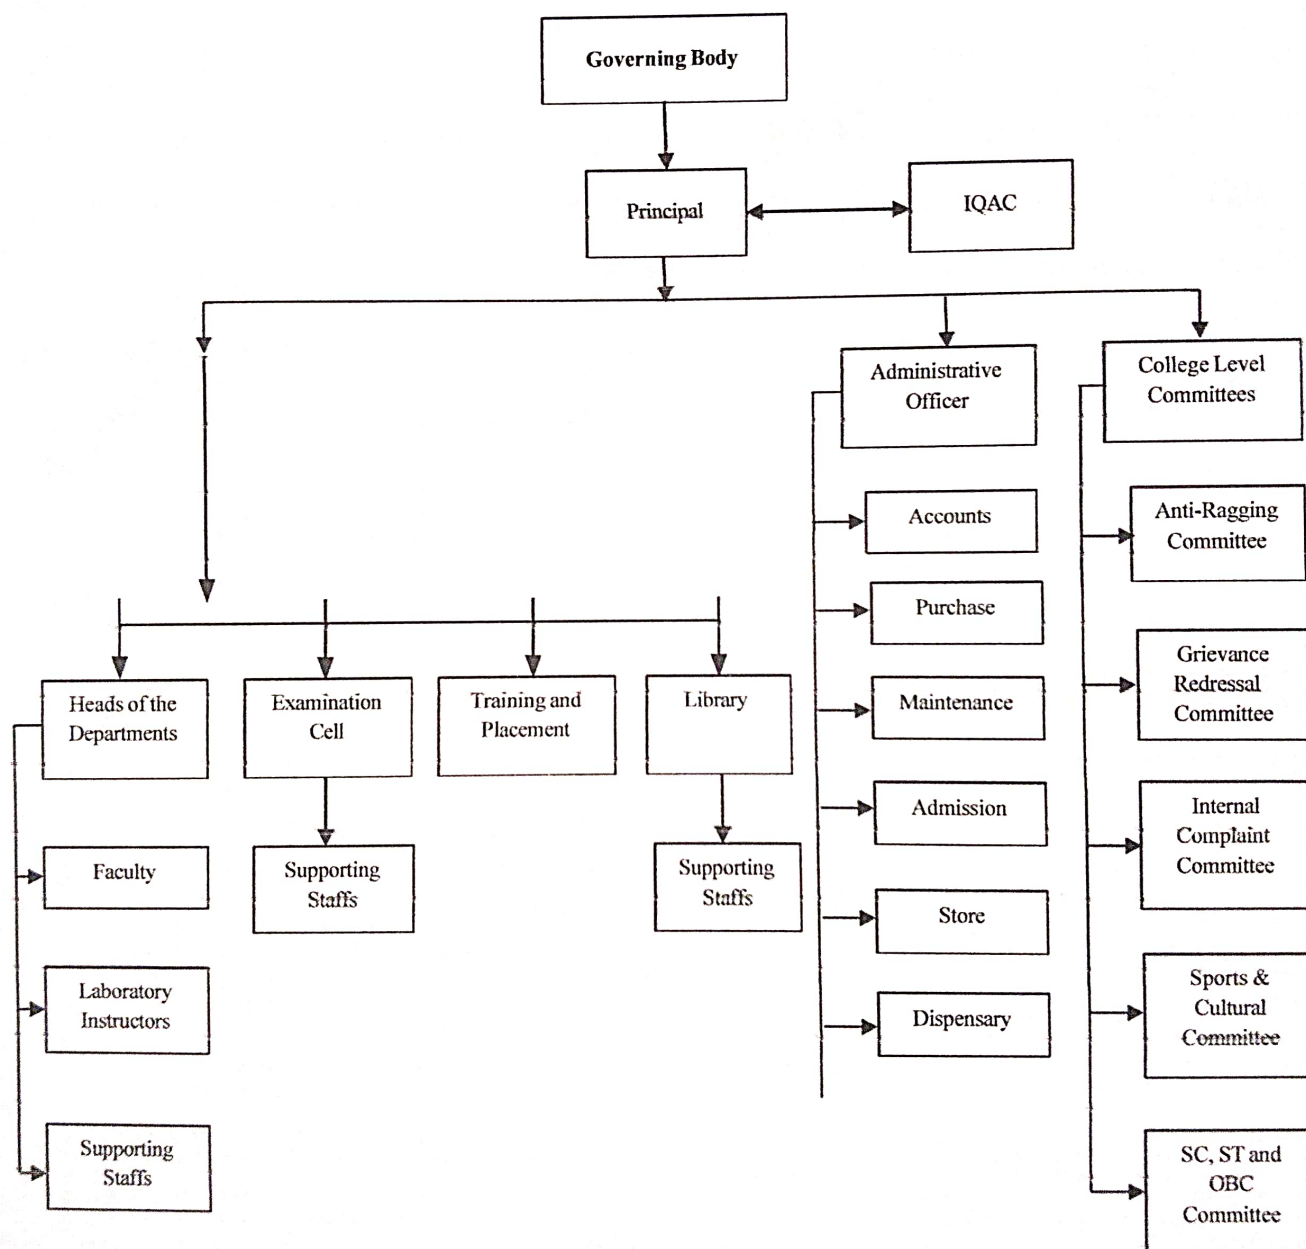 Governing Body
Principal
IQAC
Administrative
Officer
College Level
Committees
Accounts
Anti-Ragging
Committee
Purchase
Grievance
Redressal
Committee
Heads of the
Departments
Examination
Cell
Training and
Placement
Library
Maintenance
Admission
Internal
Complaint
Committee
Faculty
Supporting
Staffs
Supporting
Staffs
Store
Laboratory
Instructors
Dispensary
Sports &
Cultural
Committee
Supporting
Staffs
SC, ST and
OBC
Committee